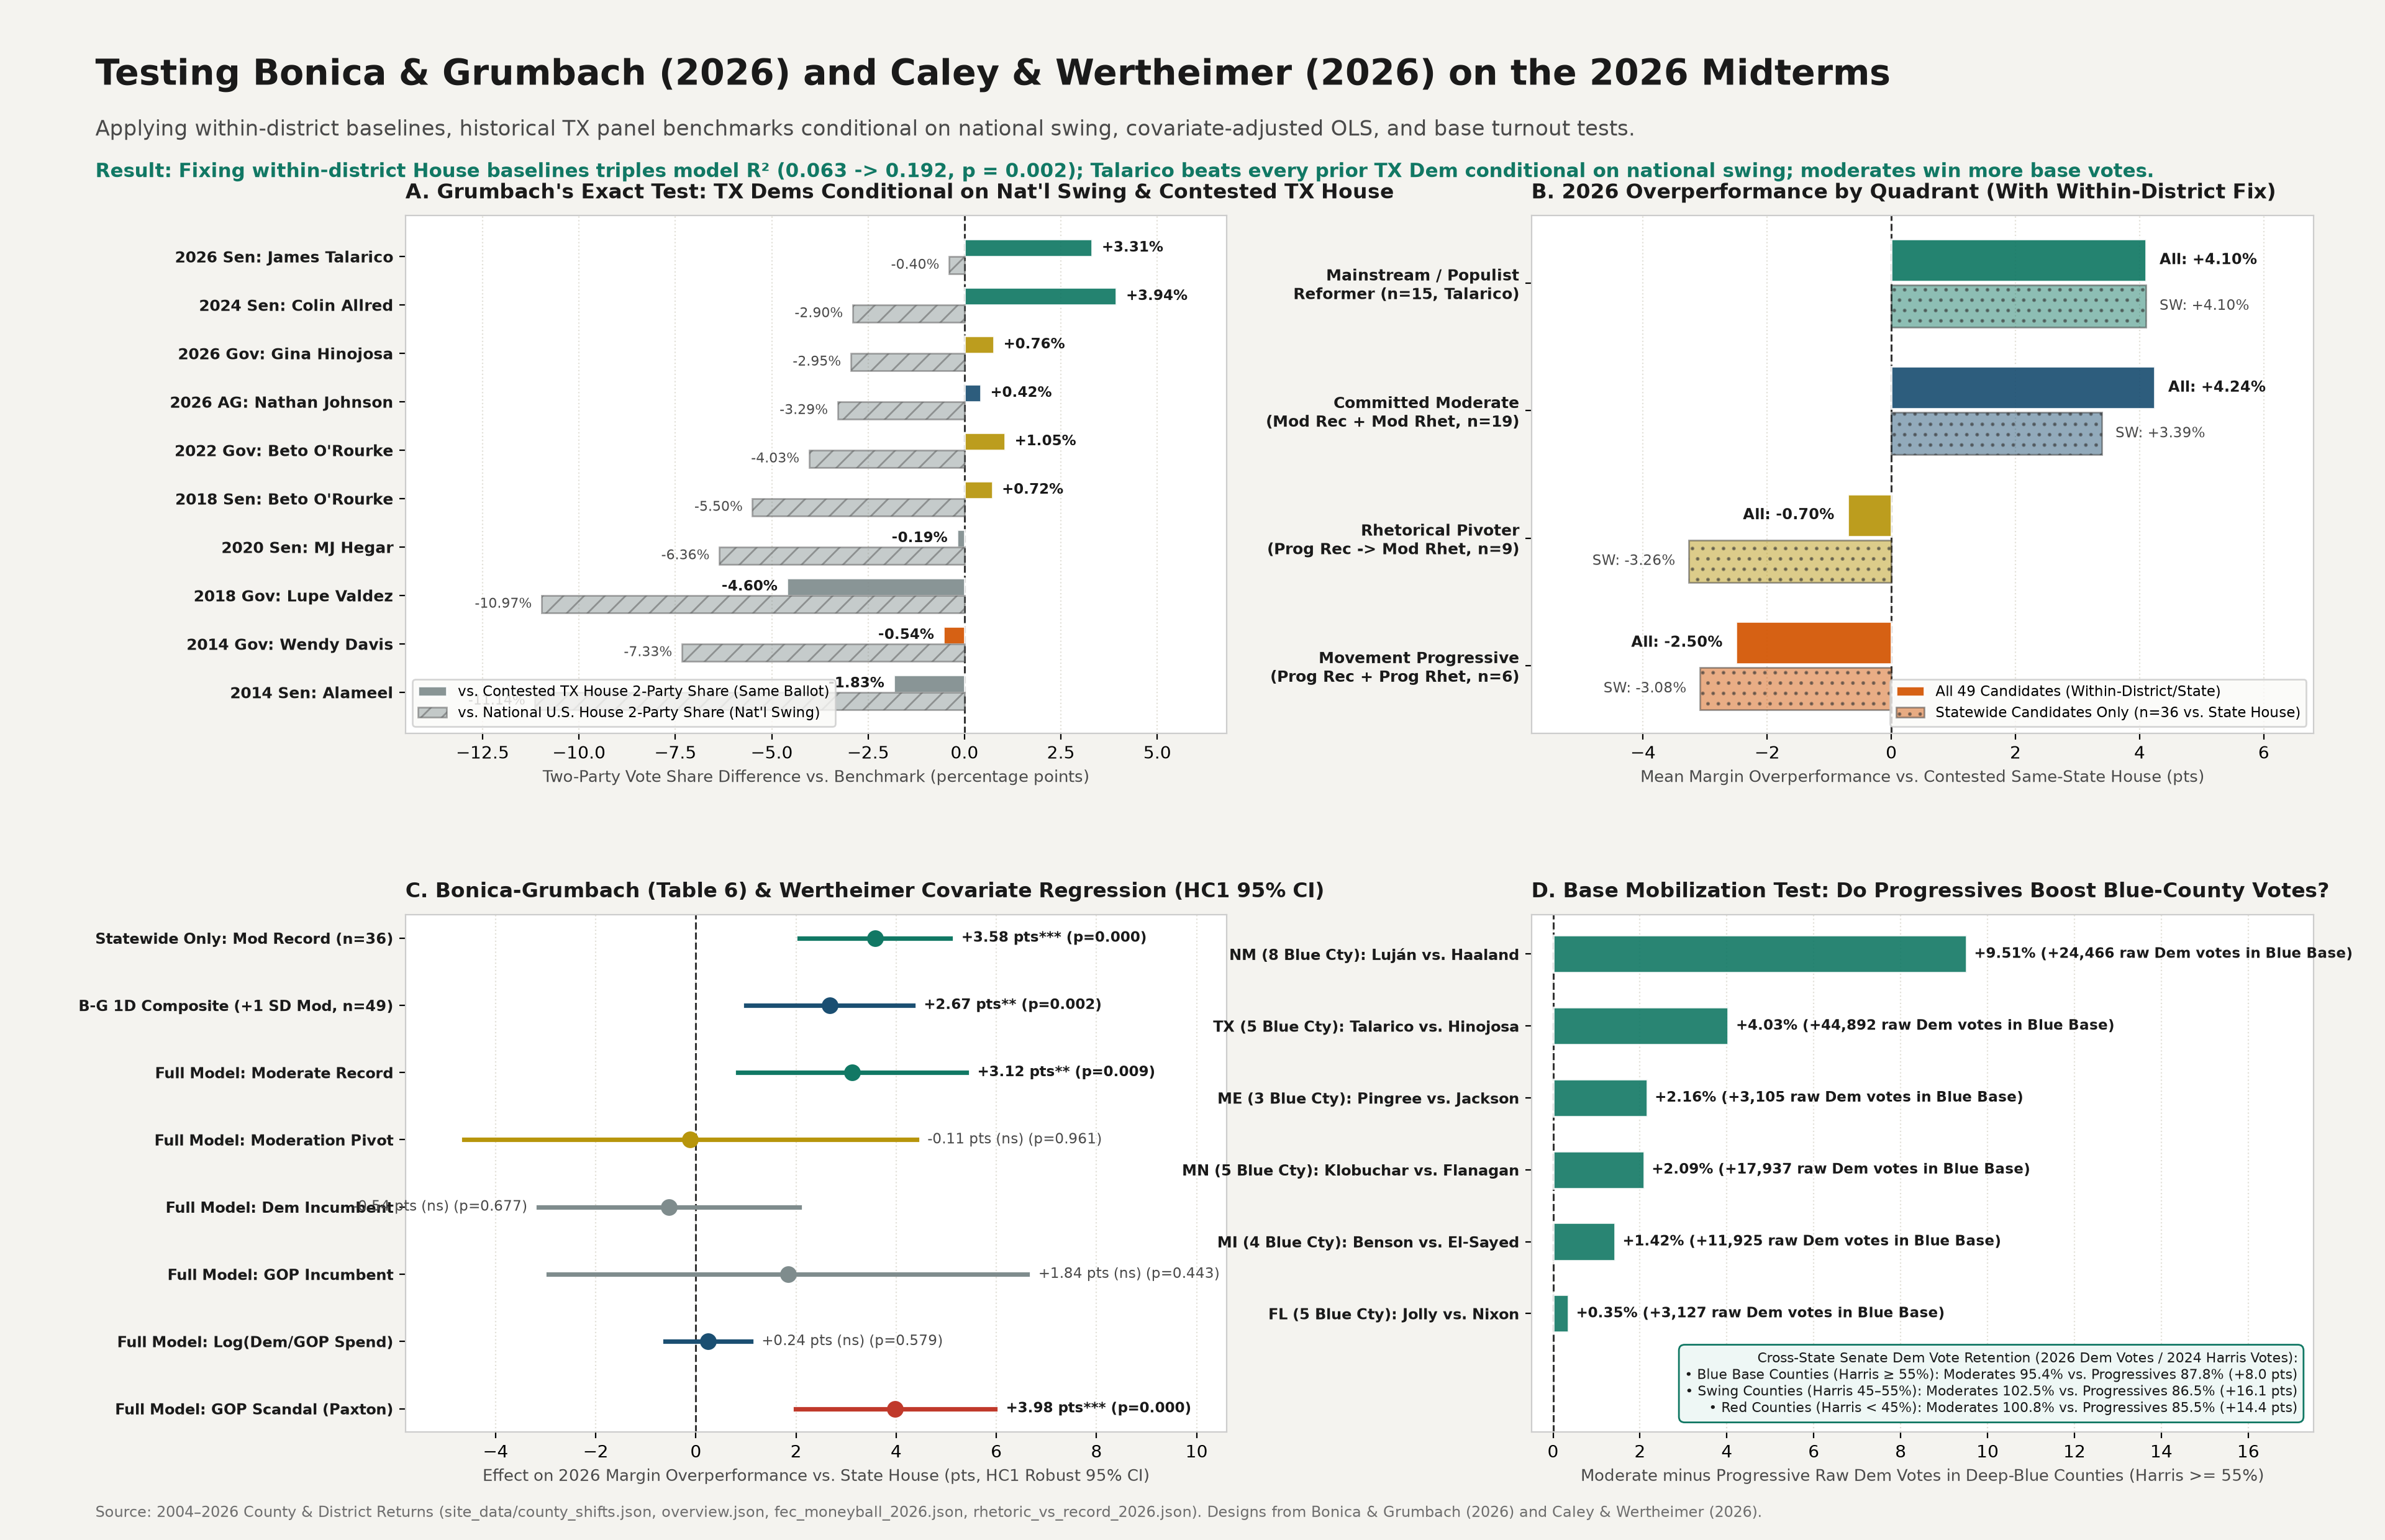 Testing Bonica & Grumbach (2026) and Caley & Wertheimer (2026) on the 2026 Midterms
Applying within-district baselines, historical TX panel benchmarks conditional on national swing, covariate-adjusted OLS, and base turnout tests.
Result: Fixing within-district House baselines triples model R² (0.063 -> 0.192, p = 0.002); Talarico beats every prior TX Dem conditional on national swing; moderates win more base votes.
A. Grumbach's Exact Test: TX Dems Conditional on Nat'l Swing & Contested TX House
2026 Sen: James Talarico
+3.31%
-0.40%
2024 Sen: Colin Allred
+3.94%
-2.90%
2026 Gov: Gina Hinojosa
+0.76%
-2.95%
2026 AG: Nathan Johnson
+0.42%
-3.29%
2022 Gov: Beto O'Rourke
+1.05%
-4.03%
2018 Sen: Beto O'Rourke
+0.72%
-5.50%
2020 Sen: MJ Hegar
-0.19%
-6.36%
2018 Gov: Lupe Valdez
-4.60%
-10.97%
2014 Gov: Wendy Davis
-0.54%
-7.33%
2014 Sen: Alameel
-1.83%
-11.14%
vs. Contested TX House 2-Party Share (Same Ballot)
vs. National U.S. House 2-Party Share (Nat'l Swing)
−12.5 −10.0 −7.5 −5.0 −2.5 0.0 2.5 5.0
Two-Party Vote Share Difference vs. Benchmark (percentage points)
B. 2026 Overperformance by Quadrant (With Within-District Fix)
Mainstream / Populist
Reformer (n=15, Talarico)
All: +4.10%
SW: +4.10%
Committed Moderate
(Mod Rec + Mod Rhet, n=19)
All: +4.24%
SW: +3.39%
Rhetorical Pivoter
(Prog Rec -> Mod Rhet, n=9)
All: -0.70%
SW: -3.26%
Movement Progressive
(Prog Rec + Prog Rhet, n=6)
All: -2.50%
SW: -3.08%
All 49 Candidates (Within-District/State)
Statewide Candidates Only (n=36 vs. State House)
−4 −2 0 2 4 6
Mean Margin Overperformance vs. Contested Same-State House (pts)
C. Bonica-Grumbach (Table 6) & Wertheimer Covariate Regression (HC1 95% CI)
Statewide Only: Mod Record (n=36)
+3.58 pts*** (p=0.000)
B-G 1D Composite (+1 SD Mod, n=49)
+2.67 pts** (p=0.002)
Full Model: Moderate Record
+3.12 pts** (p=0.009)
Full Model: Moderation Pivot
-0.11 pts (ns) (p=0.961)
Full Model: Dem Incumbent
-0.54 pts (ns) (p=0.677)
Full Model: GOP Incumbent
+1.84 pts (ns) (p=0.443)
Full Model: Log(Dem/GOP Spend)
+0.24 pts (ns) (p=0.579)
Full Model: GOP Scandal (Paxton)
+3.98 pts*** (p=0.000)
−4 −2 0 2 4 6 8 10
Effect on 2026 Margin Overperformance vs. State House (pts, HC1 Robust 95% CI)
D. Base Mobilization Test: Do Progressives Boost Blue-County Votes?
NM (8 Blue Cty): Luján vs. Haaland
+9.51% (+24,466 raw Dem votes in Blue Base)
TX (5 Blue Cty): Talarico vs. Hinojosa
+4.03% (+44,892 raw Dem votes in Blue Base)
ME (3 Blue Cty): Pingree vs. Jackson
+2.16% (+3,105 raw Dem votes in Blue Base)
MN (5 Blue Cty): Klobuchar vs. Flanagan
+2.09% (+17,937 raw Dem votes in Blue Base)
MI (4 Blue Cty): Benson vs. El-Sayed
+1.42% (+11,925 raw Dem votes in Blue Base)
FL (5 Blue Cty): Jolly vs. Nixon
+0.35% (+3,127 raw Dem votes in Blue Base)
Cross-State Senate Dem Vote Retention (2026 Dem Votes / 2024 Harris Votes):
• Blue Base Counties (Harris ≥ 55%): Moderates 95.4% vs. Progressives 87.8% (+8.0 pts)
• Swing Counties (Harris 45–55%): Moderates 102.5% vs. Progressives 86.5% (+16.1 pts)
• Red Counties (Harris < 45%): Moderates 100.8% vs. Progressives 85.5% (+14.4 pts)
0 2 4 6 8 10 12 14 16
Moderate minus Progressive Raw Dem Votes in Deep-Blue Counties (Harris >= 55%)
Source: 2004–2026 County & District Returns (site_data/county_shifts.json, overview.json, fec_moneyball_2026.json, rhetoric_vs_record_2026.json). Designs from Bonica & Grumbach (2026) and Caley & Wertheimer (2026).